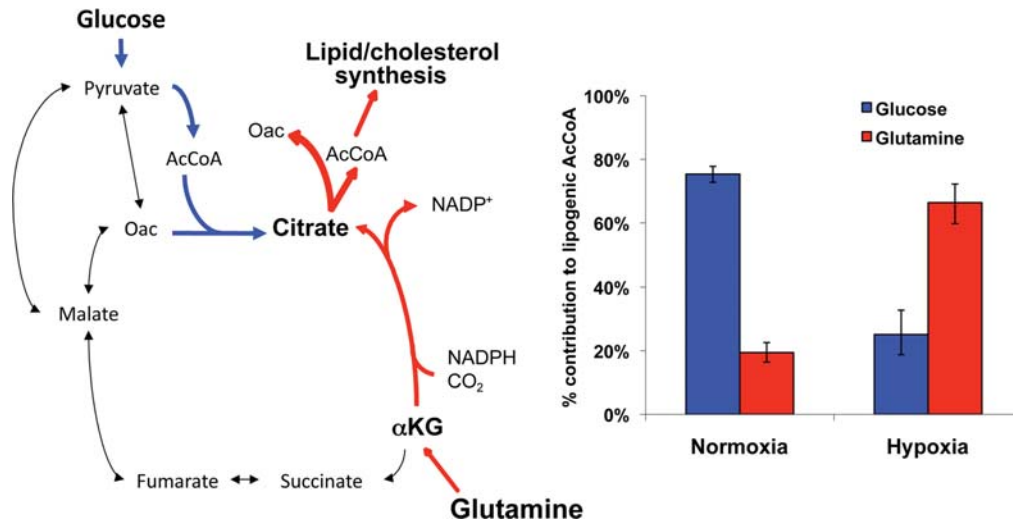 Glucose
Pyruvate
AcCoA
Oac
Malate
Fumarate
Succinate
Citrate
Oac
AcCoA
Lipid/cholesterol
synthesis
NADP⁺
NADPH
CO₂
αKG
Glutamine
% contribution to lipogenic AcCoA
100%
80%
60%
40%
20%
0%
Glucose
Glutamine
Normoxia
Hypoxia